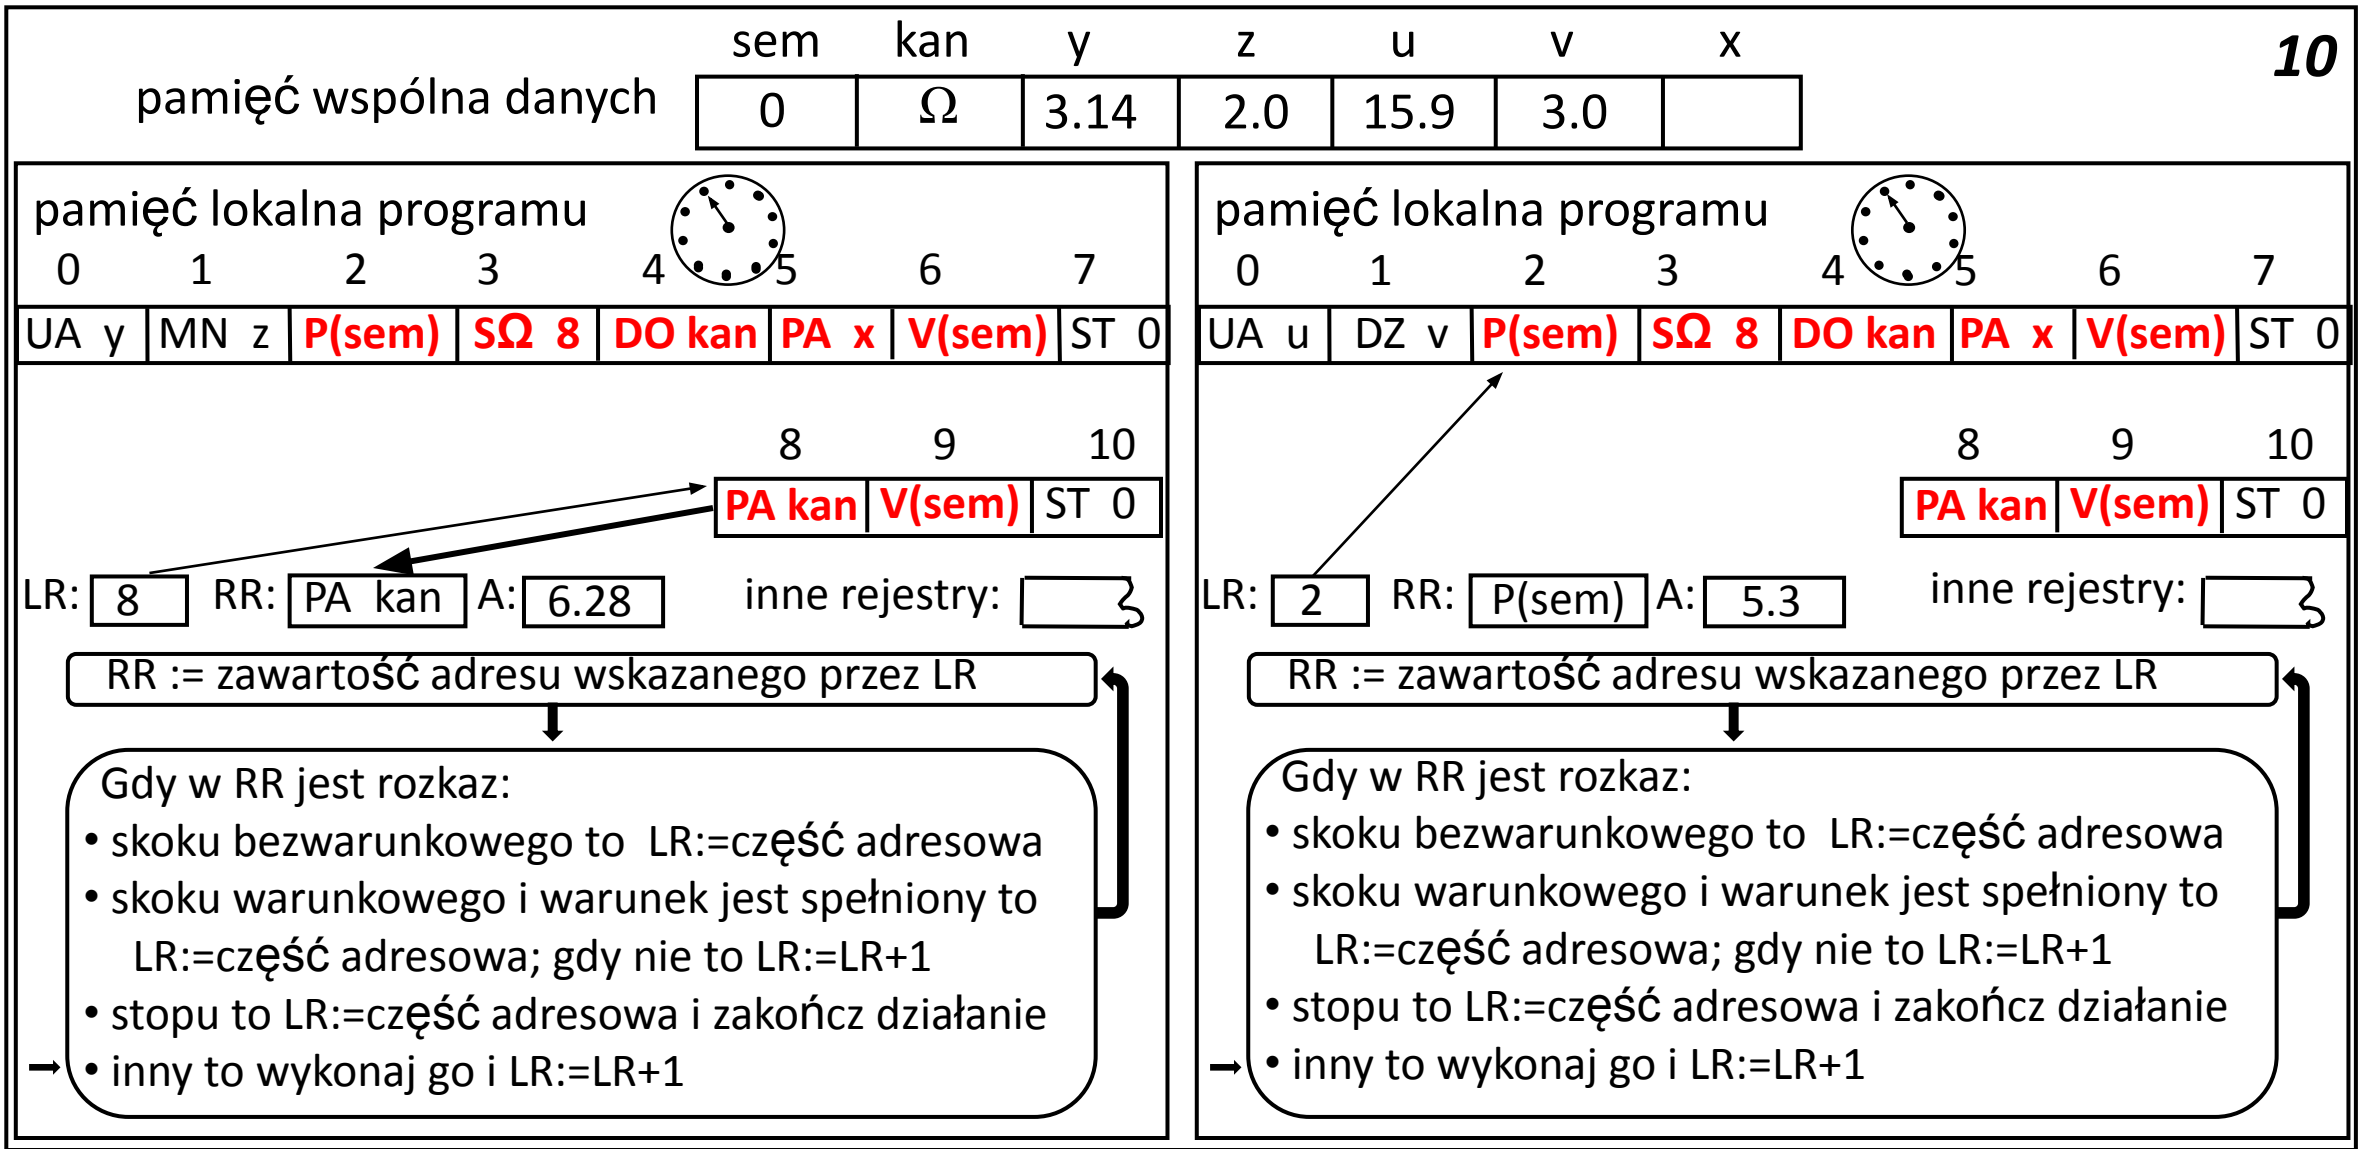 sem kan y z u v x
10
pamięć wspólna danych 0 Ω 3.14 2.0 15.9 3.0
pamięć lokalna programu
0 1 2 3 4 5 6 7
UA y MN z P(sem) SΩ 8 DO kan PA x V(sem) ST 0
8 9 10
PA kan V(sem) ST 0
LR: 8 RR: PA kan A: 6.28 inne rejestry:
RR := zawartość adresu wskazanego przez LR
Gdy w RR jest rozkaz:
• skoku bezwarunkowego to LR:=część adresowa
• skoku warunkowego i warunek jest spełniony to
LR:=część adresowa; gdy nie to LR:=LR+1
• stopu to LR:=część adresowa i zakończ działanie
• inny to wykonaj go i LR:=LR+1
pamięć lokalna programu
0 1 2 3 4 5 6 7
UA u DZ v P(sem) SΩ 8 DO kan PA x V(sem) ST 0
8 9 10
PA kan V(sem) ST 0
LR: 2 RR: P(sem) A: 5.3 inne rejestry:
RR := zawartość adresu wskazanego przez LR
Gdy w RR jest rozkaz:
• skoku bezwarunkowego to LR:=część adresowa
• skoku warunkowego i warunek jest spełniony to
LR:=część adresowa; gdy nie to LR:=LR+1
• stopu to LR:=część adresowa i zakończ działanie
• inny to wykonaj go i LR:=LR+1